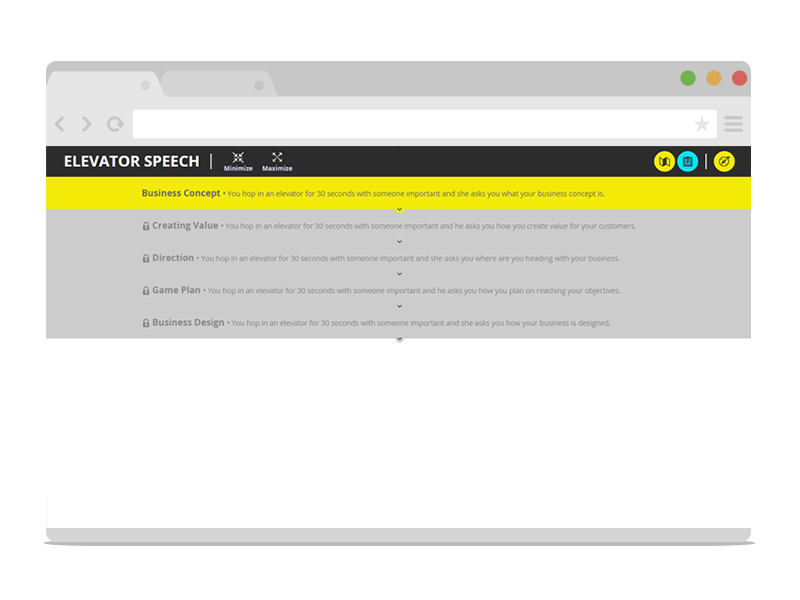 ELEVATOR SPEECH
Minimize Maximize
Business Concept • You hop in an elevator for 30 seconds with someone important and she asks you what your business concept is.
Creating Value • You hop in an elevator for 30 seconds with someone important and he asks you how you create value for your customers.
Direction • You hop in an elevator for 30 seconds with someone important and she asks you where are you heading with your business.
Game Plan • You hop in an elevator for 30 seconds with someone important and he asks you how you plan on reaching your objectives.
Business Design • You hop in an elevator for 30 seconds with someone important and she asks you how your business is designed.